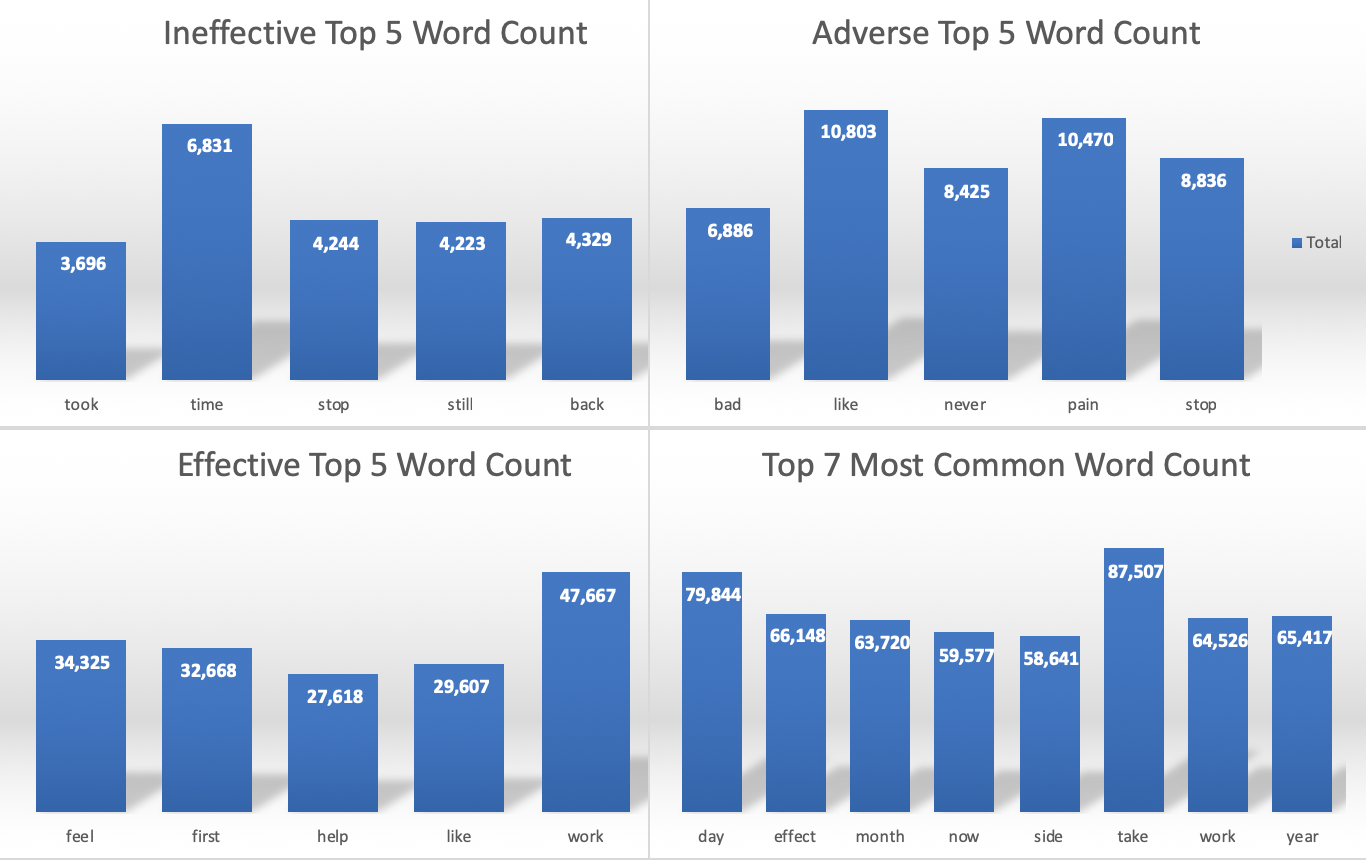 Ineffective Top 5 Word Count
6,831
4,329
4,244
4,223
3,696
took time stop still back
Adverse Top 5 Word Count
10,803
10,470
8,836
8,425
6,886
Total
bad like never pain stop
Effective Top 5 Word Count
47,667
34,325
32,668
29,607
27,618
feel first help like work
Top 7 Most Common Word Count
87,507
79,844
66,148
65,417
64,526
63,720
59,577
58,641
day effect month now side take work year